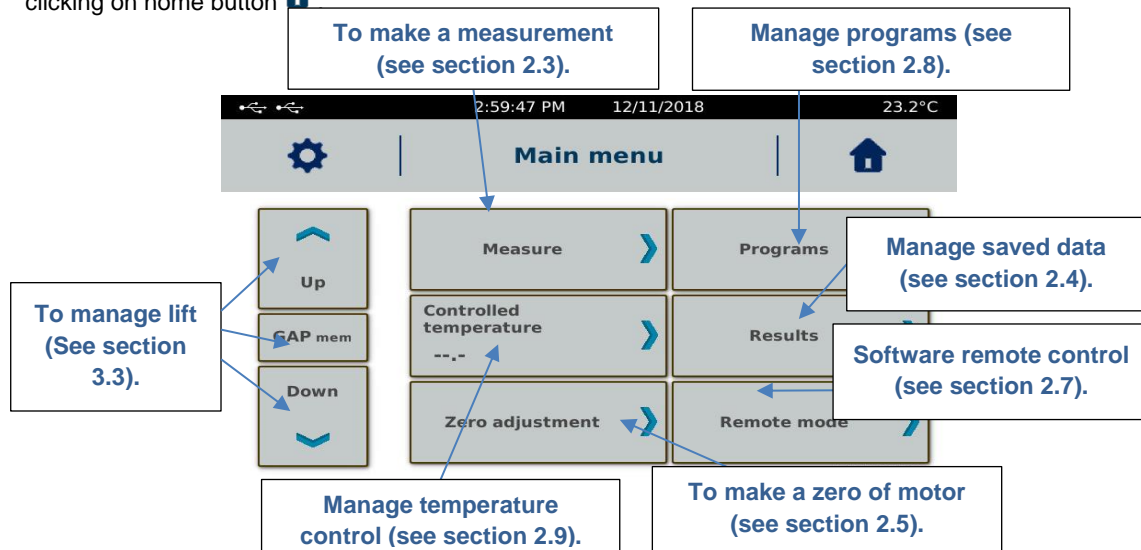 clicking on home button
To make a measurement
(see section 2.3).
Manage programs (see
section 2.8).
2:59:47 PM 12/11/2018 23.2°C
Main menu
Up
GAP mem
Down
Measure
Programs
Controlled
temperature
--.-
Results
Zero adjustment
Remote mode
To manage lift
(See section
3.3).
Manage saved data
(see section 2.4).
Software remote control
(see section 2.7).
Manage temperature
control (see section 2.9).
To make a zero of motor
(see section 2.5).